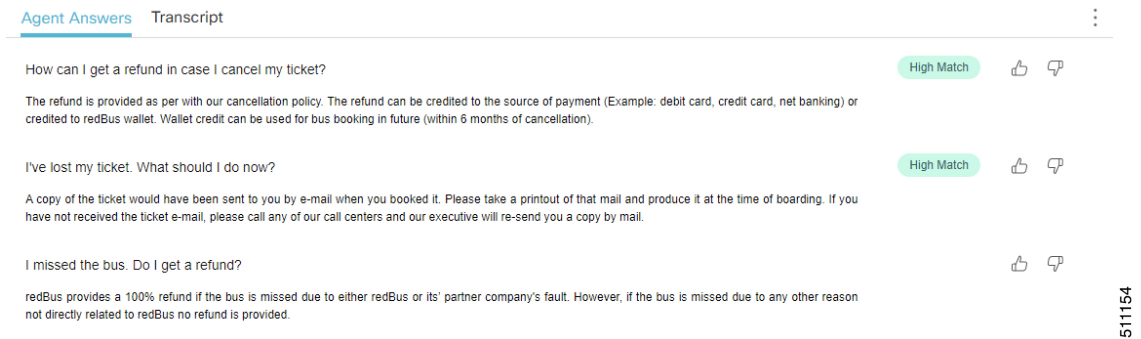 Agent Answers Transcript
How can I get a refund in case I cancel my ticket? High Match
The refund is provided as per with our cancellation policy. The refund can be credited to the source of payment (Example: debit card, credit card, net banking) or
credited to redBus wallet. Wallet credit can be used for bus booking in future (within 6 months of cancellation).
I've lost my ticket. What should I do now? High Match
A copy of the ticket would have been sent to you by e-mail when you booked it. Please take a printout of that mail and produce it at the time of boarding. If you
have not received the ticket e-mail, please call any of our call centers and our executive will re-send you a copy by mail.
I missed the bus. Do I get a refund?
redBus provides a 100% refund if the bus is missed due to either redBus or its' partner company's fault. However, if the bus is missed due to any other reason
not directly related to redBus no refund is provided.
511154